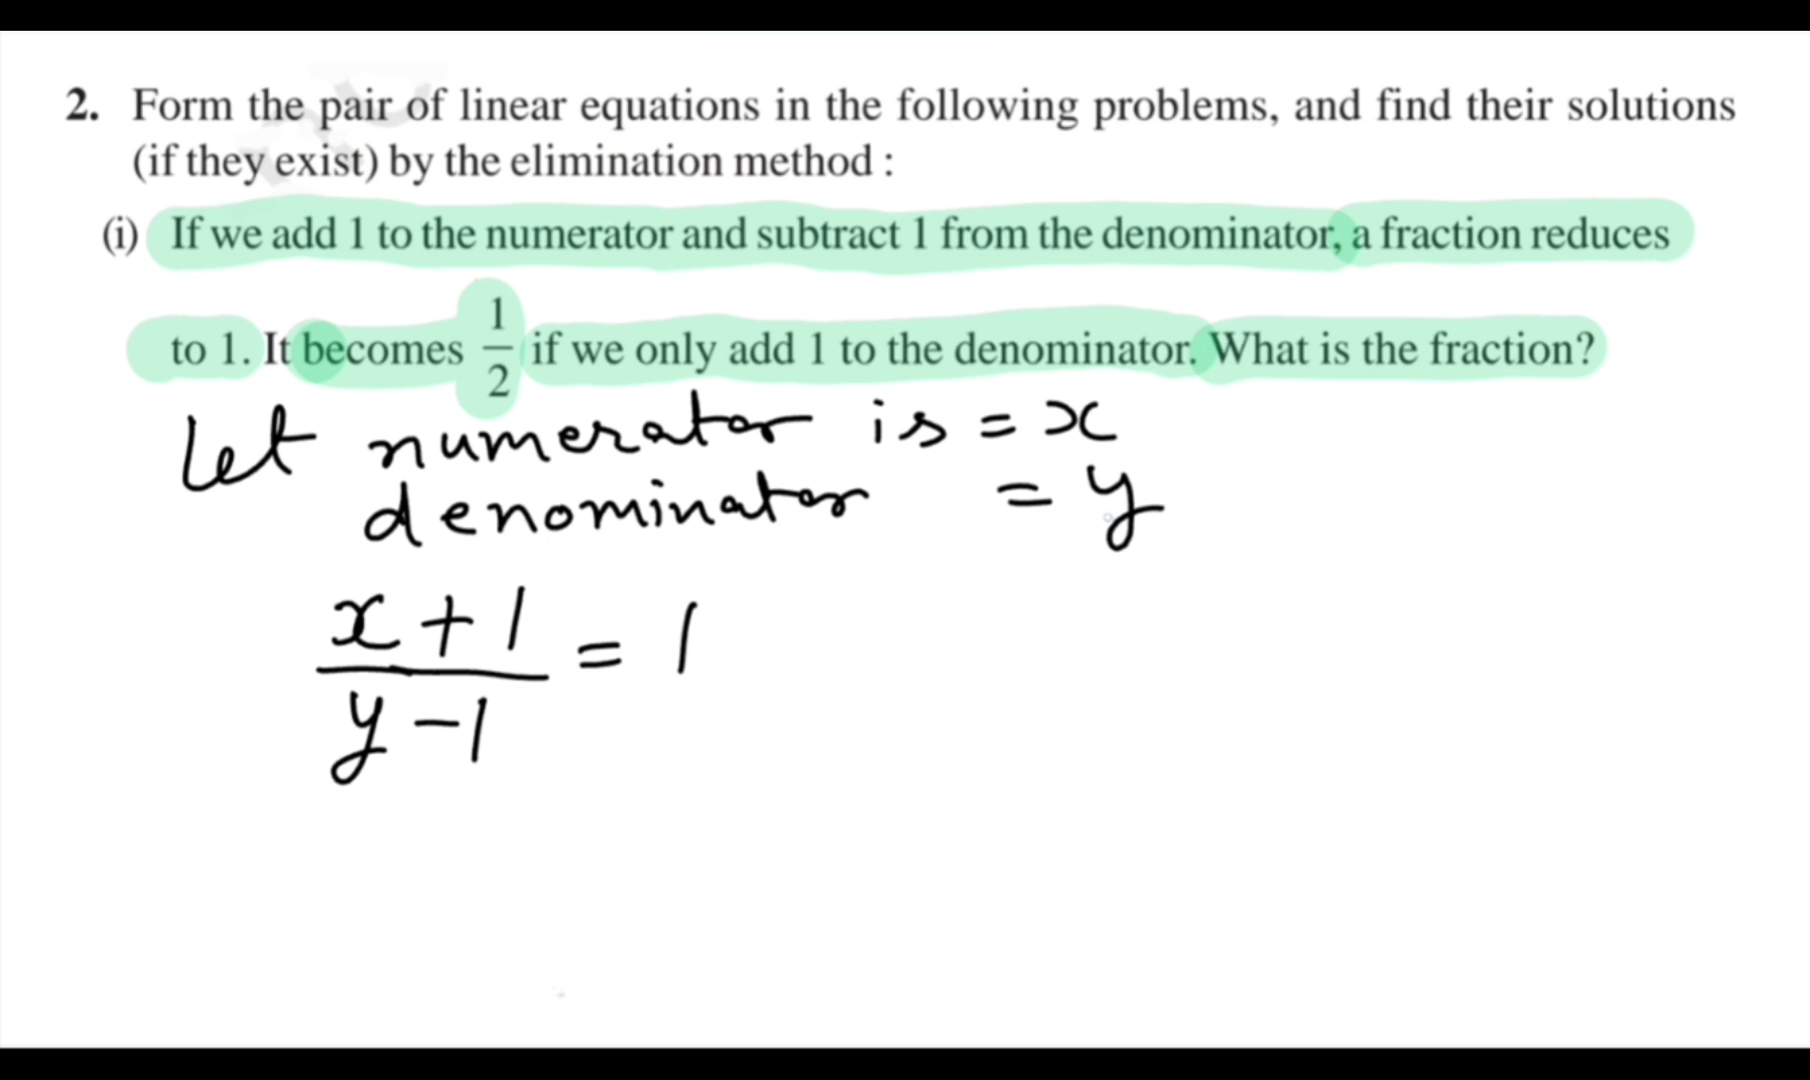 2. Form the pair of linear equations in the following problems, and find their solutions
(if they exist) by the elimination method :
(i) If we add 1 to the numerator and subtract 1 from the denominator, a fraction reduces
to 1. It becomes 1/2 if we only add 1 to the denominator. What is the fraction?
Let numerator is = x
denominator = y
x+1
—— = 1
y-1